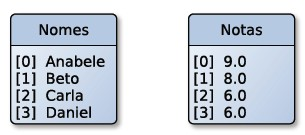 Nomes
[0] Anabele
[1] Beto
[2] Carla
[3] Daniel
Notas
[0] 9.0
[1] 8.0
[2] 6.0
[3] 6.0